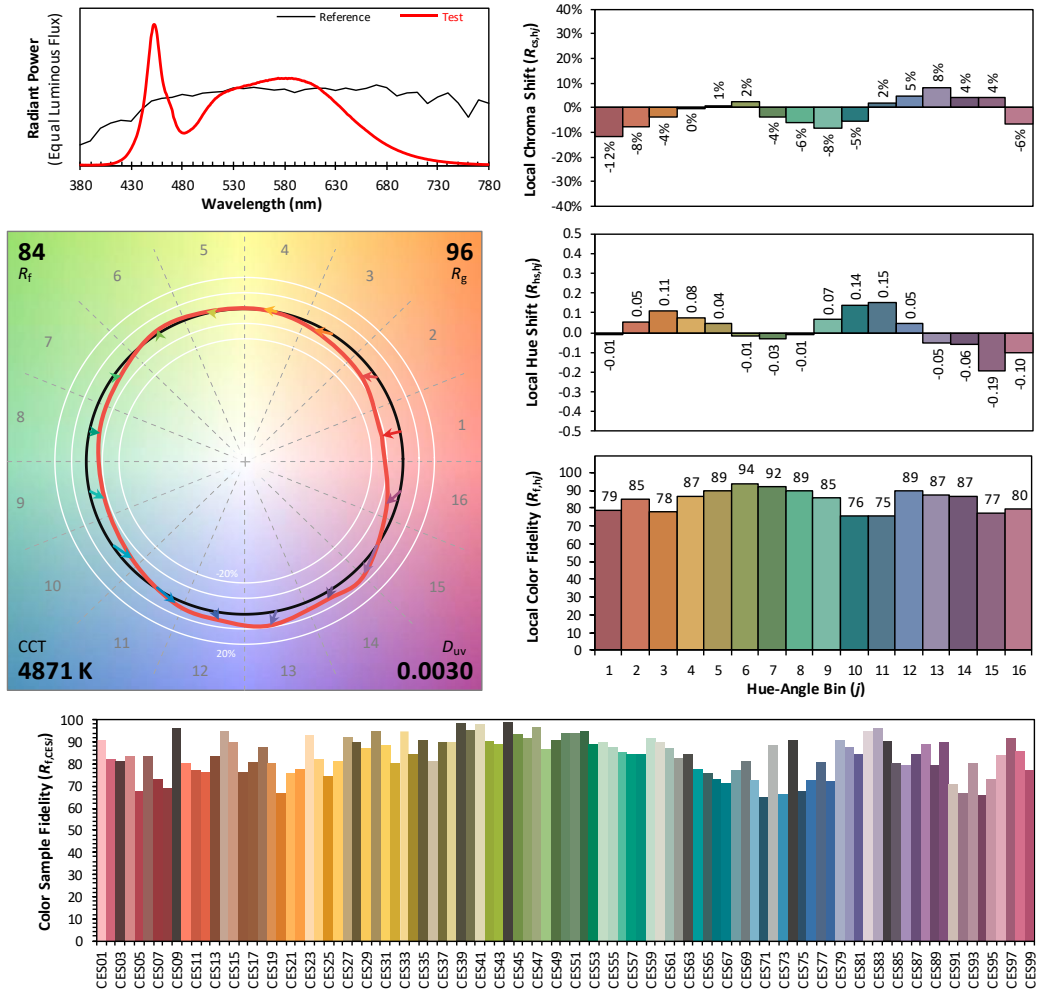 Radiant Power
(Equal Luminous Flux)
Reference
Test
380 430 480 530 580 630 680 730 780
Wavelength (nm)
Local Chroma Shift (Rcs,hj)
40%
30%
20%
10%
0%
-10%
-20%
-30%
-40%
-12% -8% -4% 0% 1% 2% -4% -6% -8% -5% 2% 5% 8% 4% 4% -6%
84
Rf
96
Rg
5 4
6 3
7 2
8 1
9 16
10 15
11 14
12 13
-20%
20%
CCT
4871 K
Duv
0.0030
Local Hue Shift (Rhs,hj)
0.5
0.4
0.3
0.2
0.1
0.0
-0.1
-0.2
-0.3
-0.4
-0.5
-0.01 0.05 0.11 0.08 0.04 -0.01 -0.03 -0.01 0.07 0.14 0.15 0.05 -0.05 -0.06 -0.19 -0.10
Local Color Fidelity (Rf,hj)
100
90
80
70
60
50
40
30
20
10
0
79 85 78 87 89 94 92 89 85 76 75 89 87 87 77 80
1 2 3 4 5 6 7 8 9 10 11 12 13 14 15 16
Hue-Angle Bin (j)
Color Sample Fidelity (Rf,CESi)
100
90
80
70
60
50
40
30
20
10
0
CES01 CES03 CES05 CES07 CES09 CES11 CES13 CES15 CES17 CES19 CES21 CES23 CES25 CES27 CES29 CES31 CES33 CES35 CES37 CES39 CES41 CES43 CES45 CES47 CES49 CES51 CES53 CES55 CES57 CES59 CES61 CES63 CES65 CES67 CES69 CES71 CES73 CES75 CES77 CES79 CES81 CES83 CES85 CES87 CES89 CES91 CES93 CES95 CES97 CES99